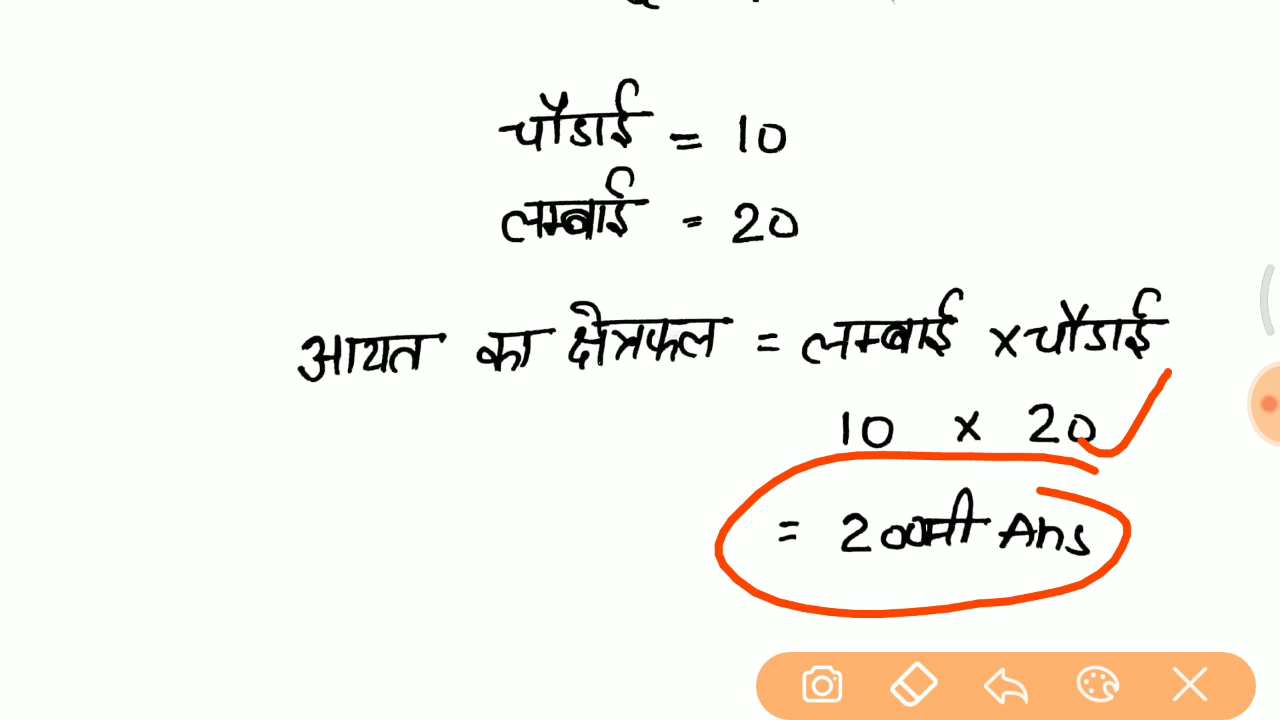 चौडाई = 10
लम्बाई = 20
आयत का क्षेत्रफल = लम्बाई x चौडाई
10 x 20
= 200मी Ans